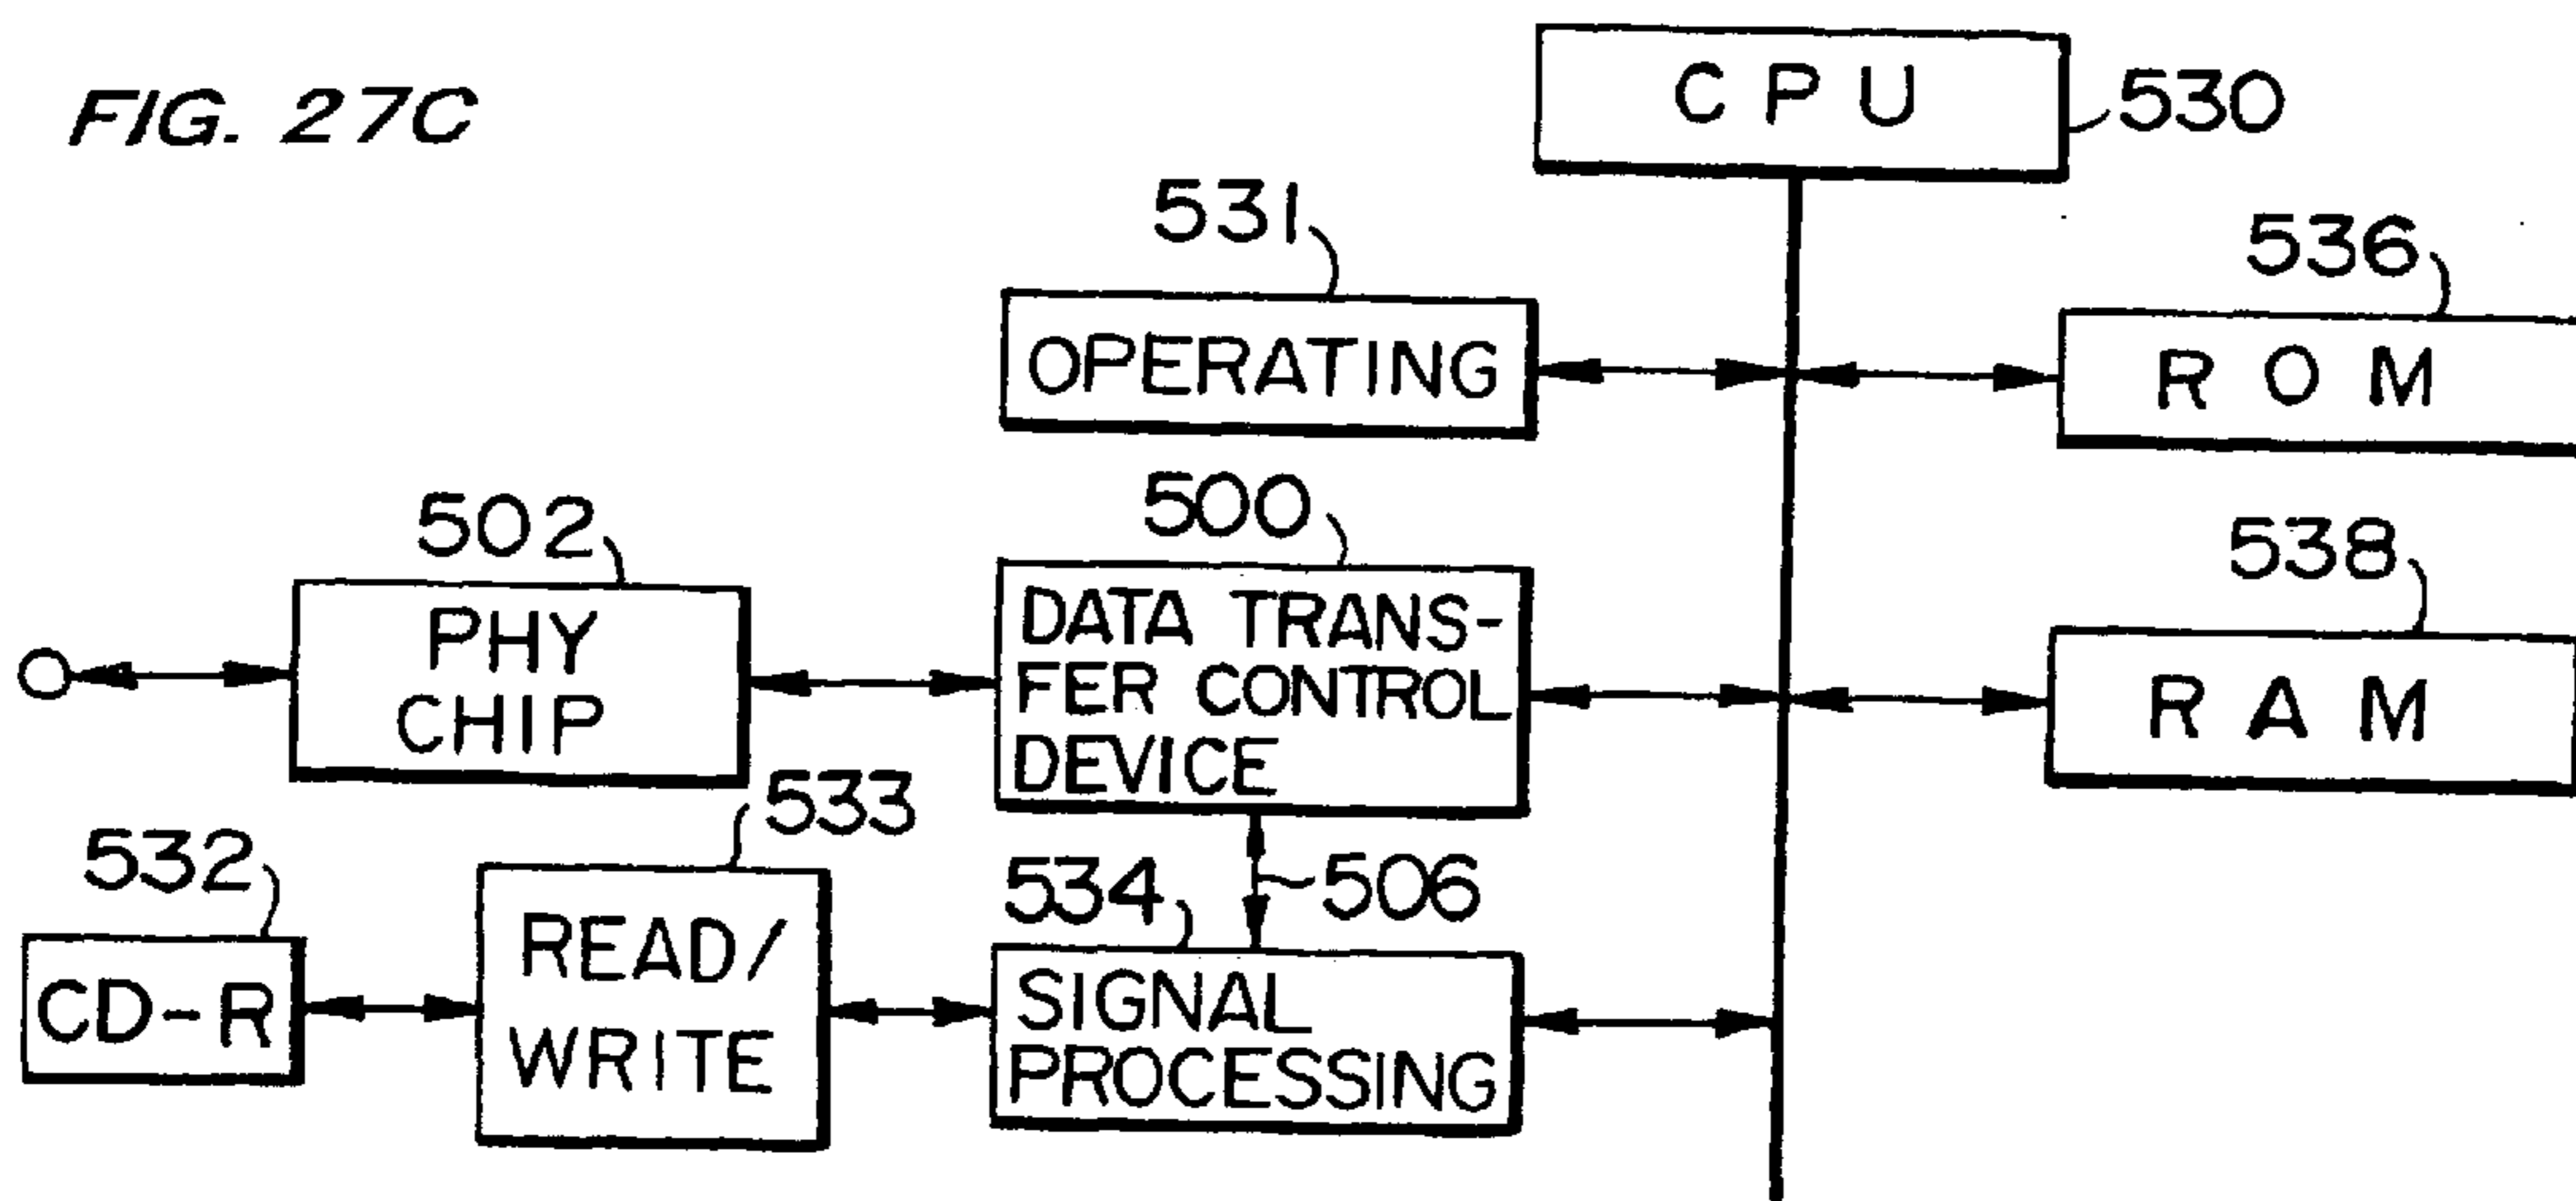 FIG. 27C
CPU
530
531
OPERATING
536
ROM
502
PHY
CHIP
500
DATA TRANS-
FER CONTROL
DEVICE
538
RAM
532
CD-R
533
READ/
WRITE
534
506
SIGNAL
PROCESSING